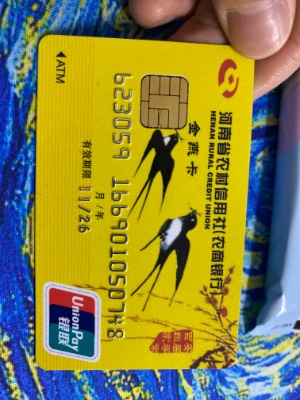 河南省农村信用社(农商银行)
HENAN RURAL CREDIT UNION
金燕卡
623059
月/年
有效期限 11/26
◀ATM
UnionPay
银联